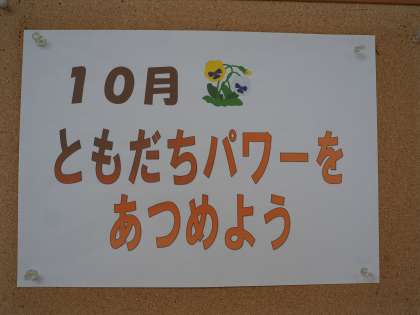 １０月
ともだちパワーを
あつめよう